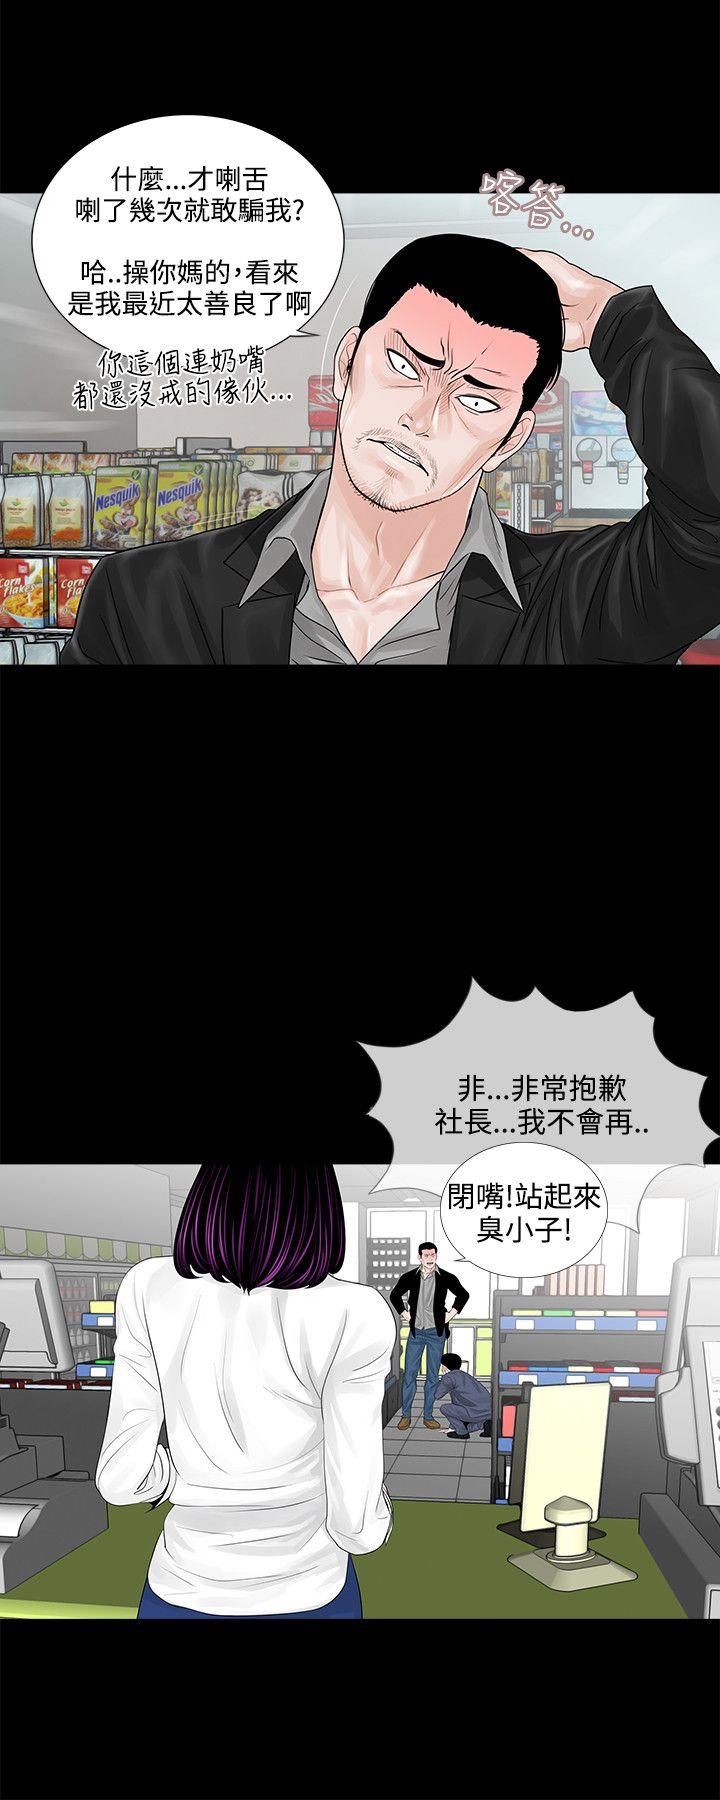 什麼...才喇舌
喇了幾次就敢騙我?
哈..操你媽的,看來
是我最近太善良了啊
你這個連奶嘴
都還沒戒的傢伙...
喀答...
Nesquik
Nesquik
Corn
flakes
Corn
flakes
非...非常抱歉
社長...我不會再..
閉嘴!站起來
臭小子!